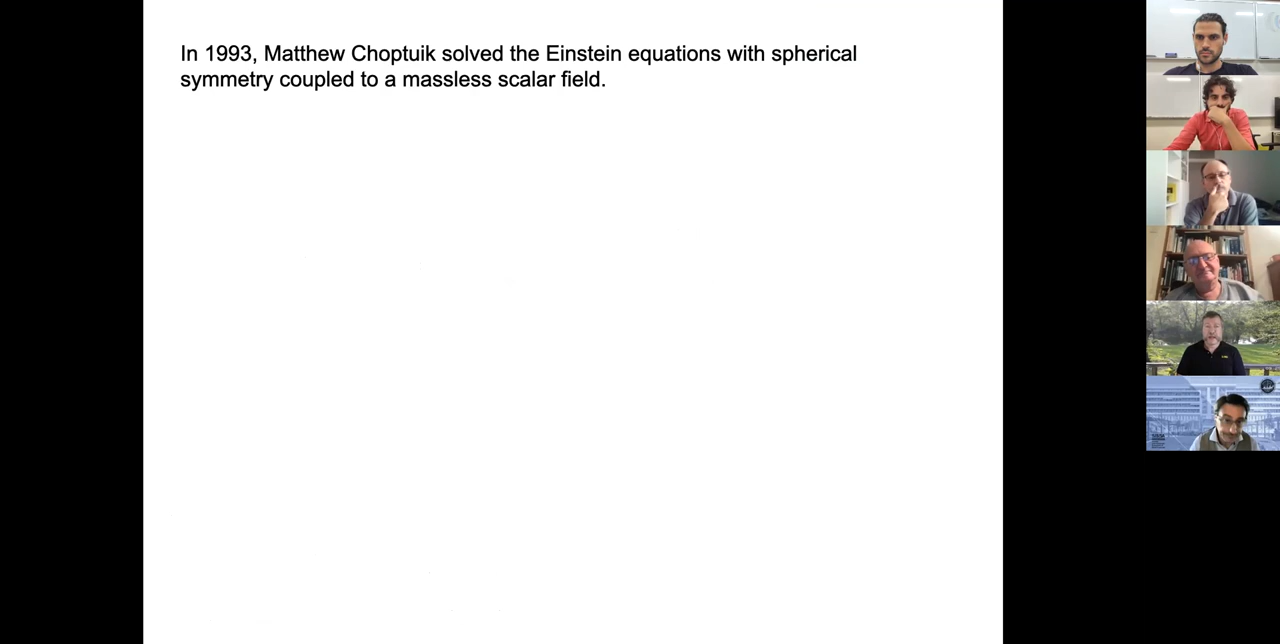 In 1993, Matthew Choptuik solved the Einstein equations with spherical
symmetry coupled to a massless scalar field.